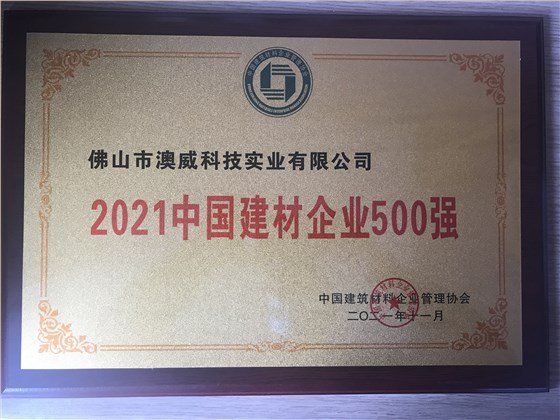 佛山市澳威科技实业有限公司
2021中国建材企业500强
中国建筑材料企业管理协会
二〇二一年十一月